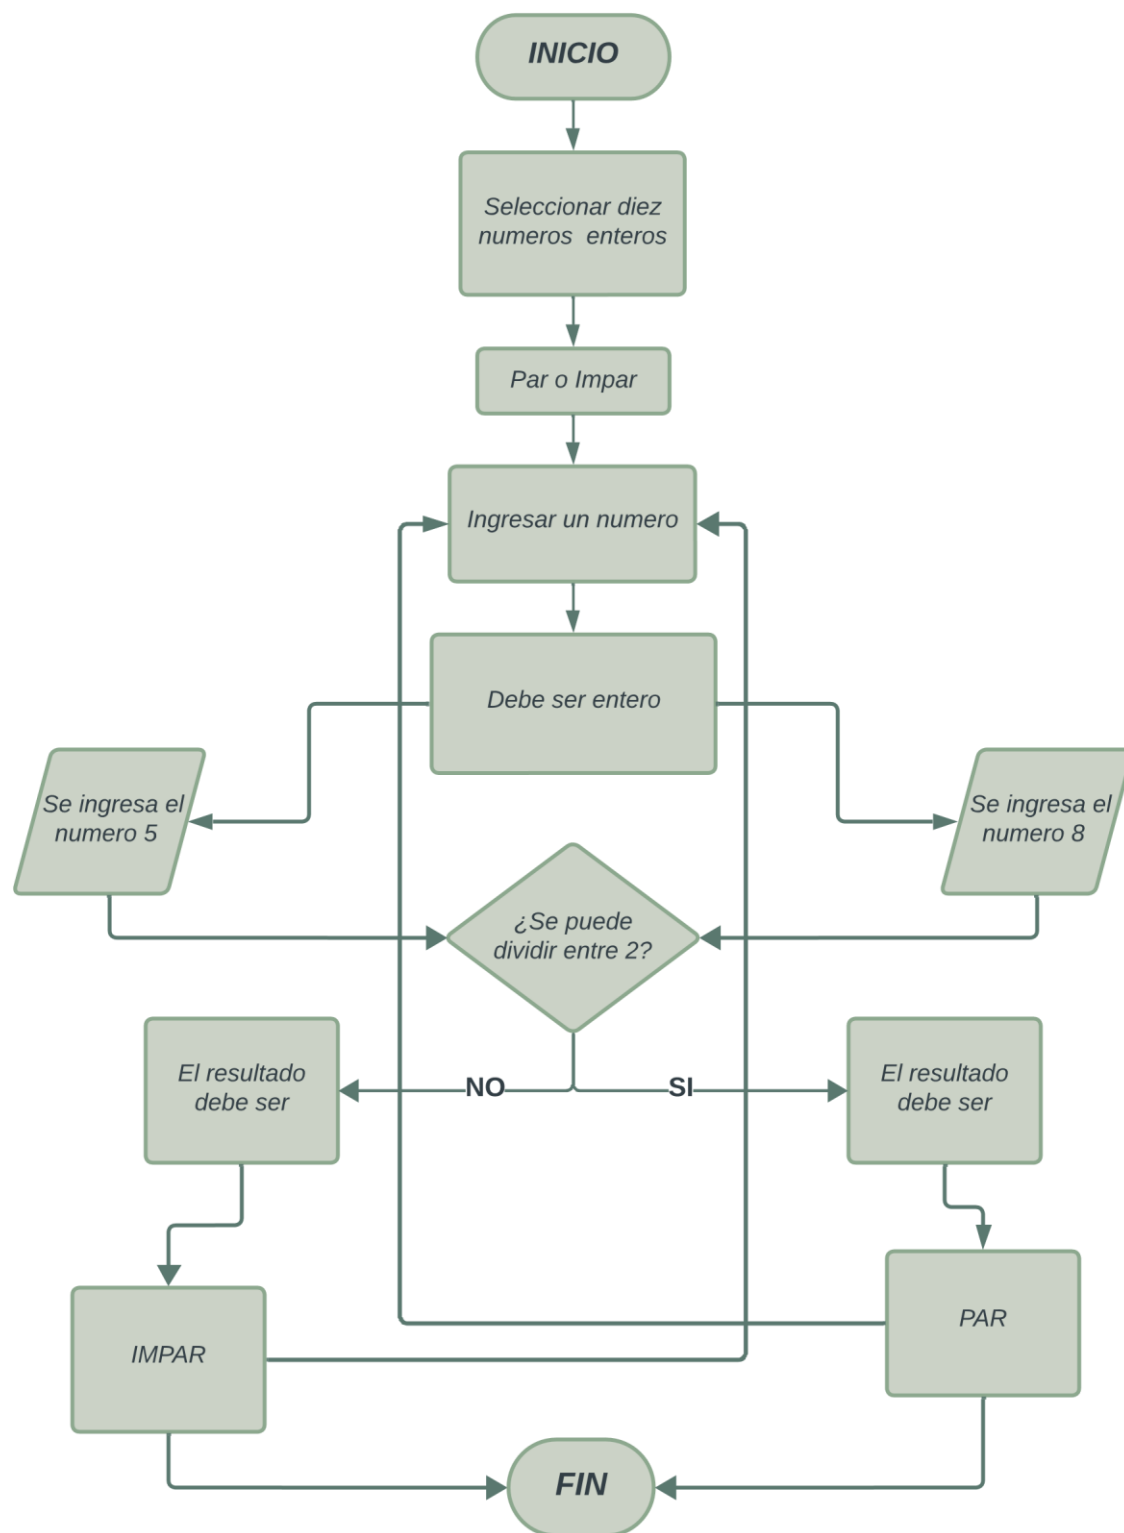 INICIO
Seleccionar diez
numeros enteros
Par o Impar
Ingresar un numero
Debe ser entero
Se ingresa el
numero 5
Se ingresa el
numero 8
¿Se puede
dividir entre 2?
El resultado
debe ser
NO
SI
El resultado
debe ser
IMPAR
PAR
FIN